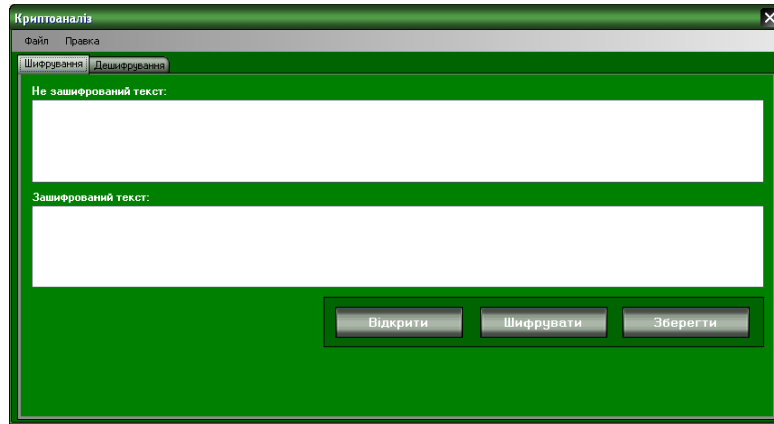 Криптоаналіз
Файл Правка
Шифрування Дешифрування
Не зашифрований текст:
Зашифрований текст:
Відкрити Шифрувати Зберегти